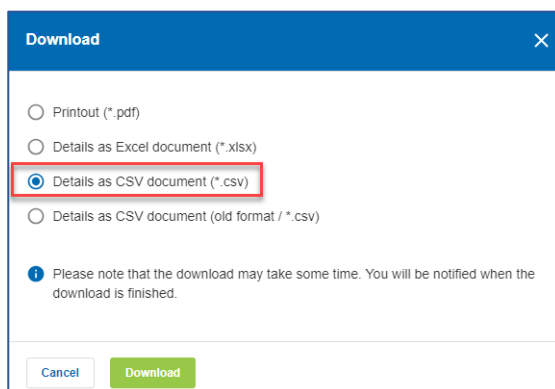 Download
Printout (*.pdf)
Details as Excel document (*.xlsx)
Details as CSV document (*.csv)
Details as CSV document (old format / *.csv)
Please note that the download may take some time. You will be notified when the
download is finished.
Cancel
Download